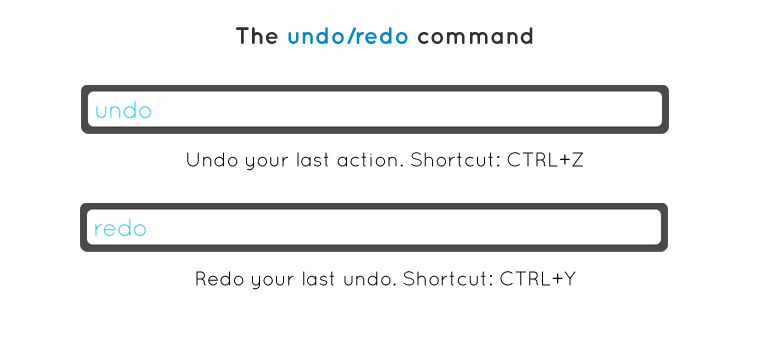 The undo/redo command
undo
Undo your last action. Shortcut: CTRL+Z
redo
Redo your last undo. Shortcut: CTRL+Y